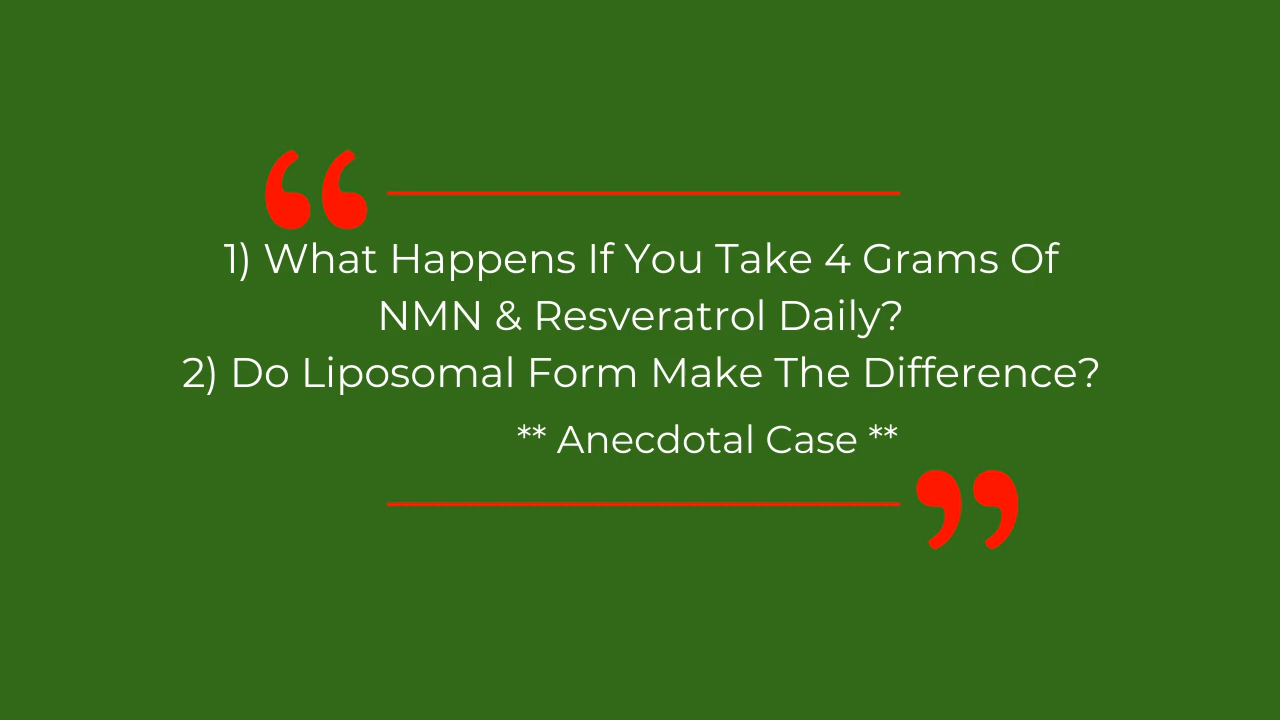 1) What Happens If You Take 4 Grams Of
NMN & Resveratrol Daily?
2) Do Liposomal Form Make The Difference?
** Anecdotal Case **